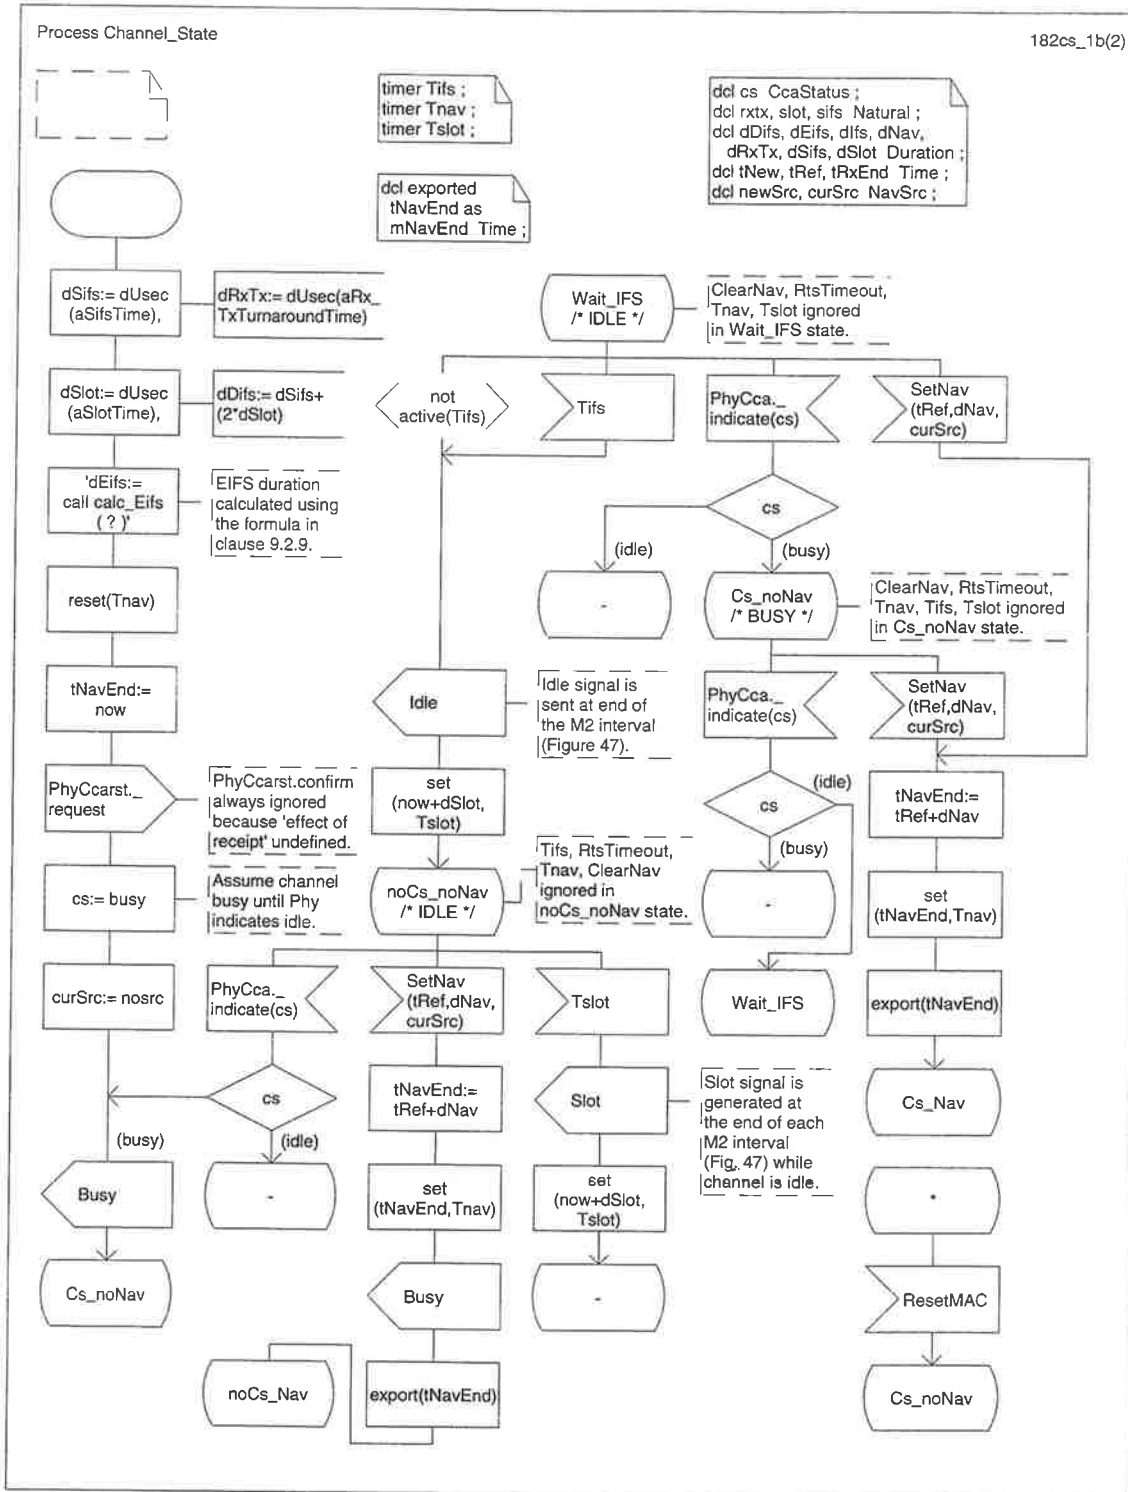 Process Channel_State
182cs_1b(2)
timer Tifs ;
timer Tnav ;
timer Tslot ;
dcl cs CcaStatus ;
dcl rxtx, slot, sifs Natural ;
dcl dDifs, dEifs, dIfs, dNav,
dRxTx, dSifs, dSlot Duration ;
dcl tNew, tRef, tRxEnd Time ;
dcl newSrc, curSrc NavSrc ;
dcl exported
tNavEnd as
mNavEnd Time ;
dSifs:= dUsec
(aSifsTime),
dRxTx:= dUsec(aRx_
TxTurnaroundTime)
dSlot:= dUsec
(aSlotTime),
dDifs:= dSifs+
(2*dSlot)
'dEifs:=
call calc_Eifs
( ? )'
EIFS duration
calculated using
the formula in
clause 9.2.9.
reset(Tnav)
tNavEnd:=
now
PhyCcarst._
request
PhyCcarst.confirm
always ignored
because 'effect of
receipt' undefined.
cs:= busy
Assume channel
busy until Phy
indicates idle.
curSrc:= nosrc
(busy)
Busy
Cs_noNav
Wait_IFS
/* IDLE */
ClearNav, RtsTimeout,
Tnav, Tslot ignored
in Wait_IFS state.
not
active(Tifs)
Tifs
PhyCca._
indicate(cs)
SetNav
(tRef,dNav,
curSrc)
cs
(idle)
(busy)
-
Cs_noNav
/* BUSY */
ClearNav, RtsTimeout,
Tnav, Tifs, Tslot ignored
in Cs_noNav state.
Idle
Idle signal is
sent at end of
the M2 interval
(Figure 47).
PhyCca._
indicate(cs)
SetNav
(tRef,dNav,
curSrc)
set
(now+dSlot,
Tslot)
cs
(idle)
(busy)
-
Wait_IFS
tNavEnd:=
tRef+dNav
set
(tNavEnd,Tnav)
export(tNavEnd)
Cs_Nav
noCs_noNav
/* IDLE */
Tifs, RtsTimeout,
Tnav, ClearNav
ignored in
noCs_noNav state.
PhyCca._
indicate(cs)
SetNav
(tRef,dNav,
curSrc)
Tslot
cs
(idle)
-
tNavEnd:=
tRef+dNav
set
(tNavEnd,Tnav)
Busy
export(tNavEnd)
noCs_Nav
Slot
Slot signal is
generated at
the end of each
M2 interval
(Fig. 47) while
channel is idle.
set
(now+dSlot,
Tslot)
-
*
ResetMAC
Cs_noNav